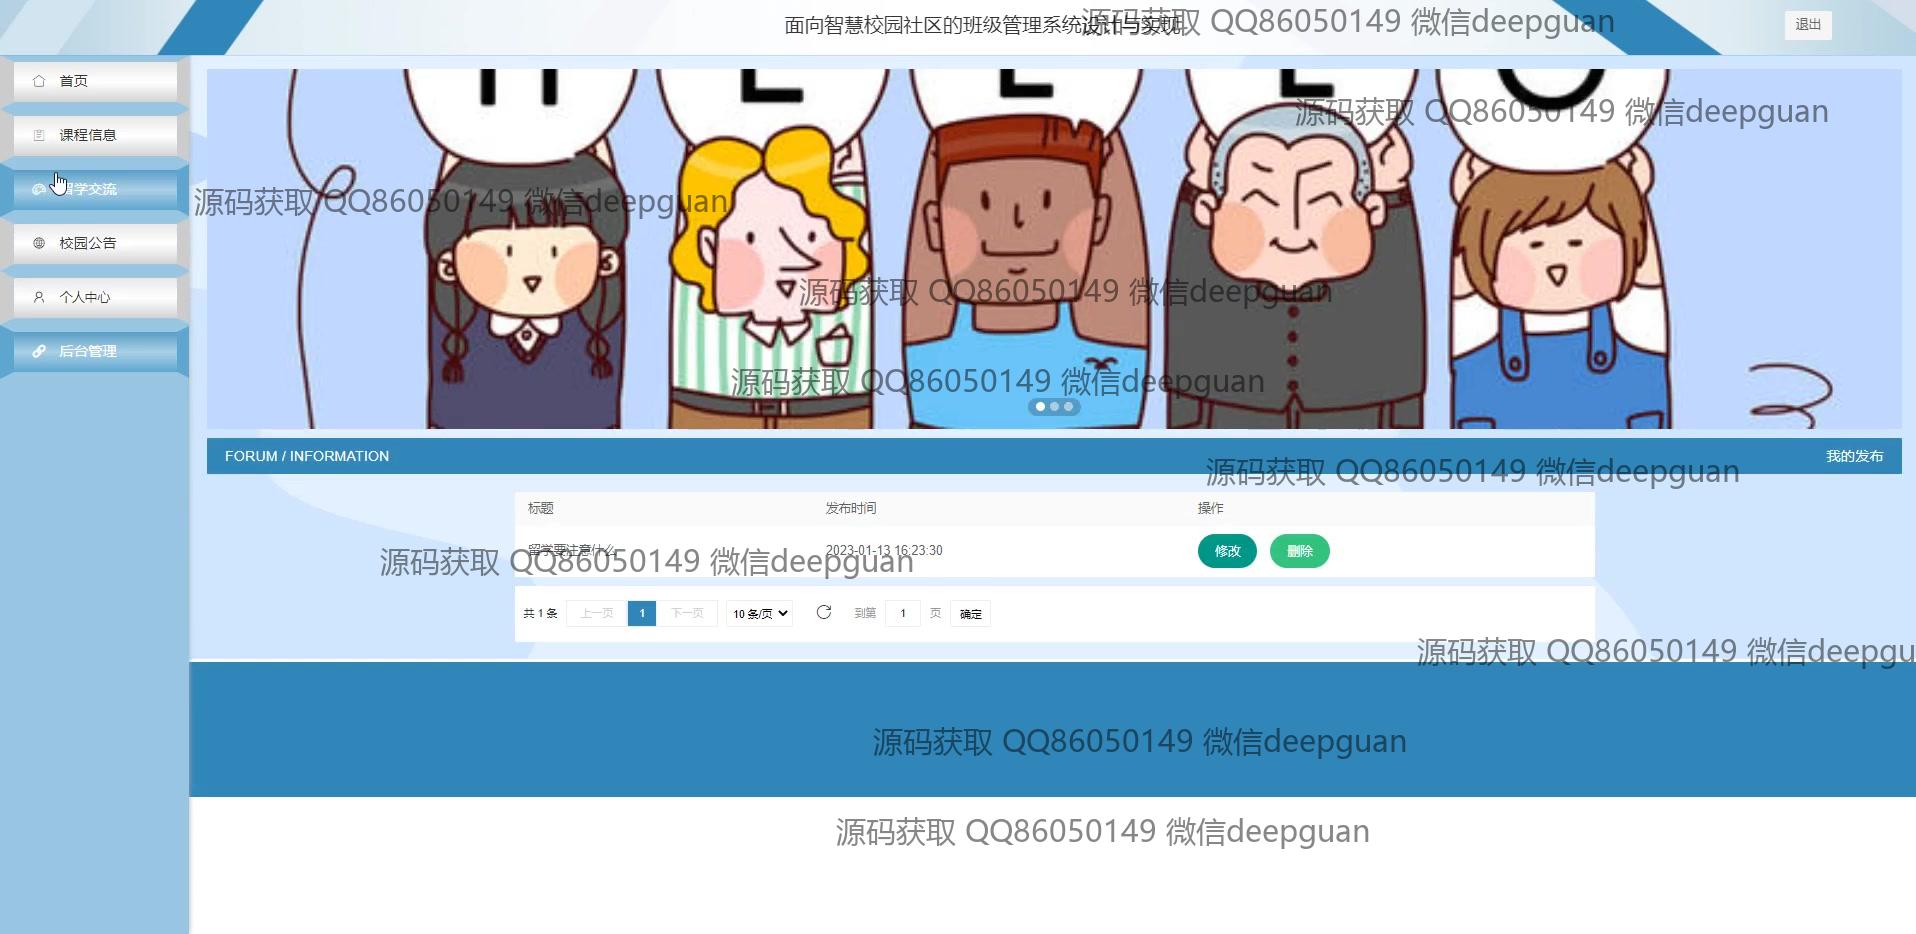 面向智慧校园社区的班级管理系统设计与实现
源码获取 QQ86050149 微信deepguan
退出
首页
课程信息
留学交流
校园公告
个人中心
后台管理
HELLO
源码获取 QQ86050149 微信deepguan
源码获取 QQ86050149 微信deepguan
源码获取 QQ86050149 微信deepguan
源码获取 QQ86050149 微信deepguan
FORUM / INFORMATION
我的发布
源码获取 QQ86050149 微信deepguan
标题 发布时间 操作
留学要注意什么 2023-01-13 16:23:30 修改 删除
源码获取 QQ86050149 微信deepguan
共 1 条 上一页 1 下一页 10 条/页 到第 1 页 确定
源码获取 QQ86050149 微信deepgu
源码获取 QQ86050149 微信deepguan
源码获取 QQ86050149 微信deepguan